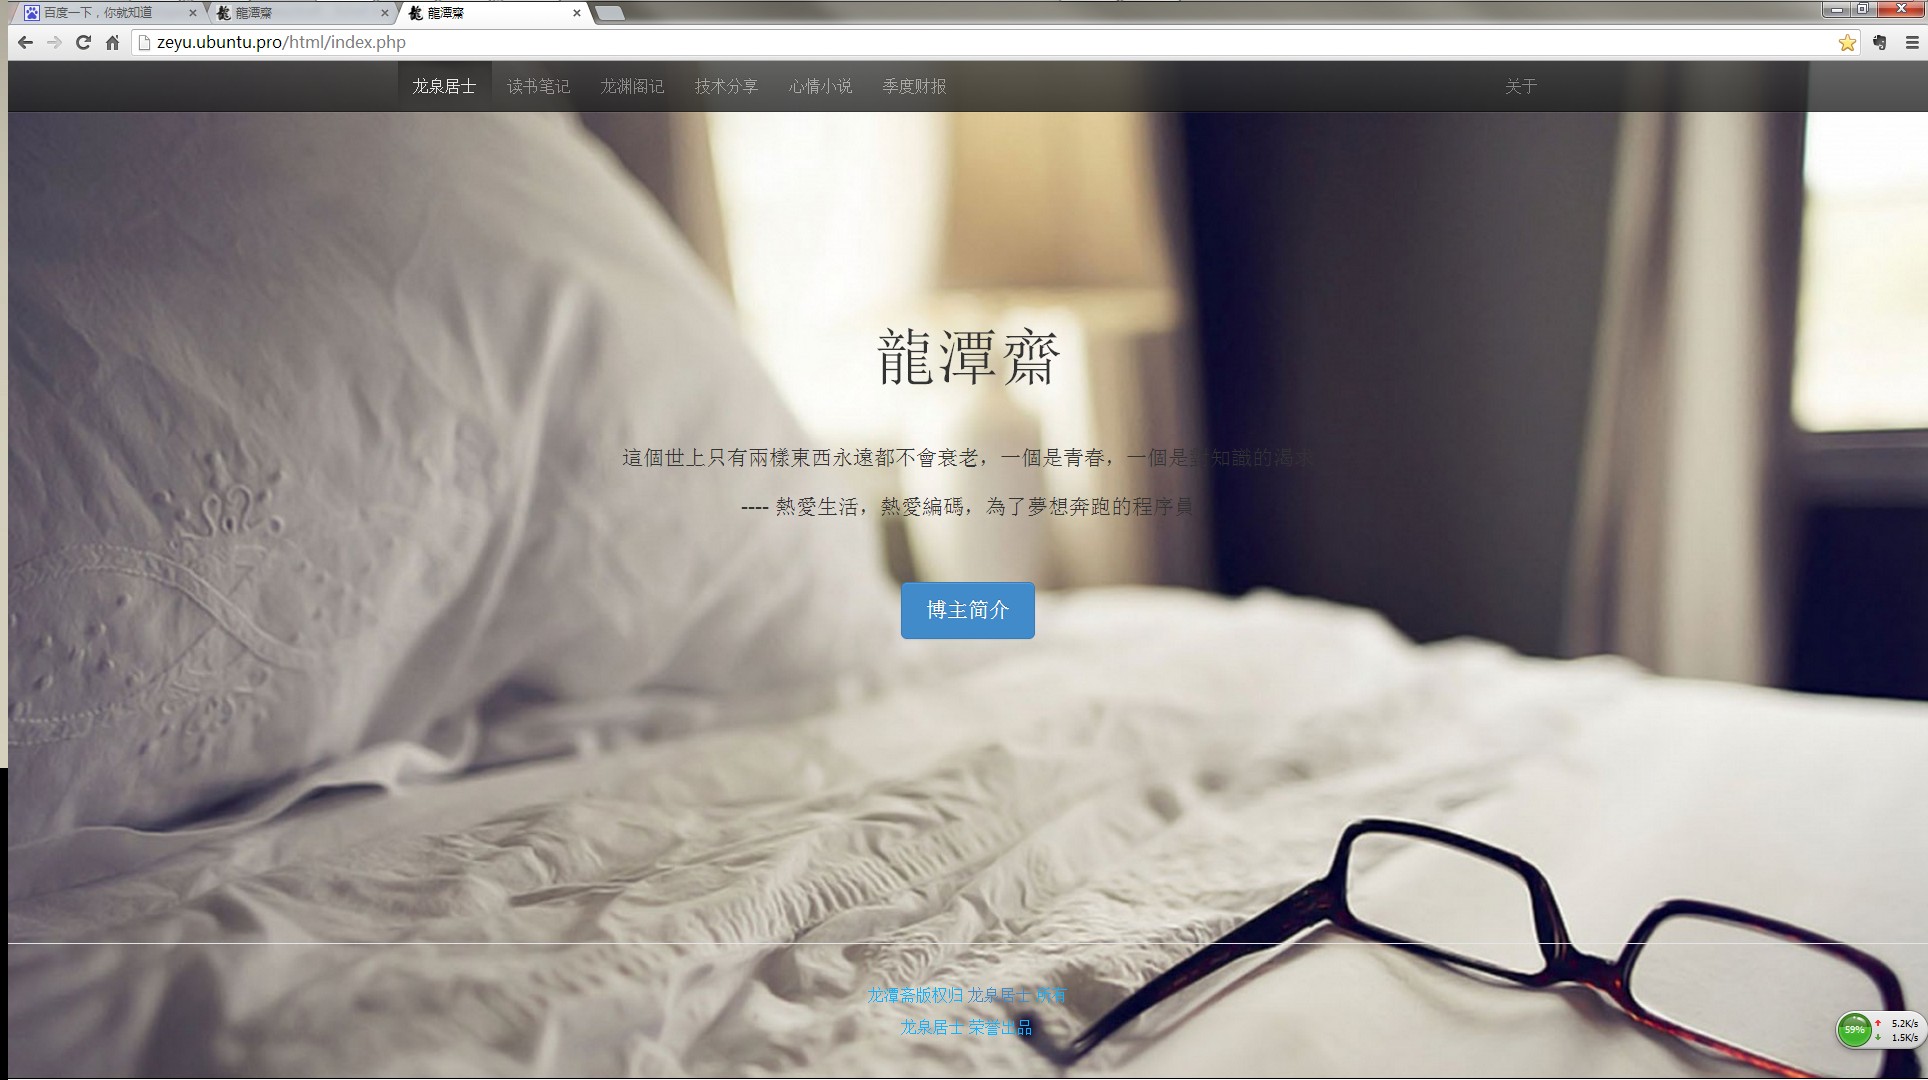 百度一下，你就知道
龍潭齋
龍潭齋
zeyu.ubuntu.pro/html/index.php
龙泉居士 读书笔记 龙渊阁记 技术分享 心情小说 季度财报 关于
龍潭齋
這個世上只有兩樣東西永遠都不會衰老，一個是青春，一個是對知識的渴求
---- 熱愛生活，熱愛編碼，為了夢想奔跑的程序員
博主简介
龙潭斋版权归 龙泉居士 所有
龙泉居士 荣誉出品
59%
5.2K/s
1.5K/s